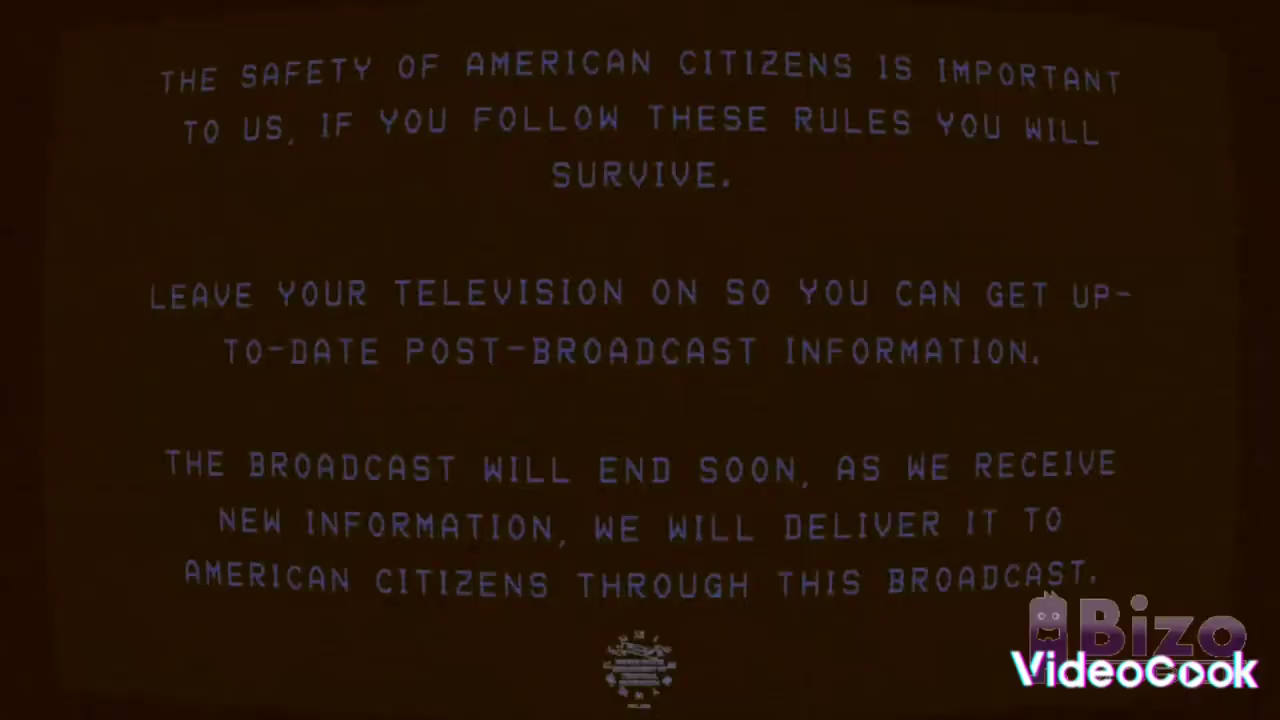 THE SAFETY OF AMERICAN CITIZENS IS IMPORTANT
TO US, IF YOU FOLLOW THESE RULES YOU WILL
SURVIVE.
LEAVE YOUR TELEVISION ON SO YOU CAN GET UP-
TO-DATE POST-BROADCAST INFORMATION.
THE BROADCAST WILL END SOON, AS WE RECEIVE
NEW INFORMATION, WE WILL DELIVER IT TO
AMERICAN CITIZENS THROUGH THIS BROADCAST.
Bizo
VideoCook